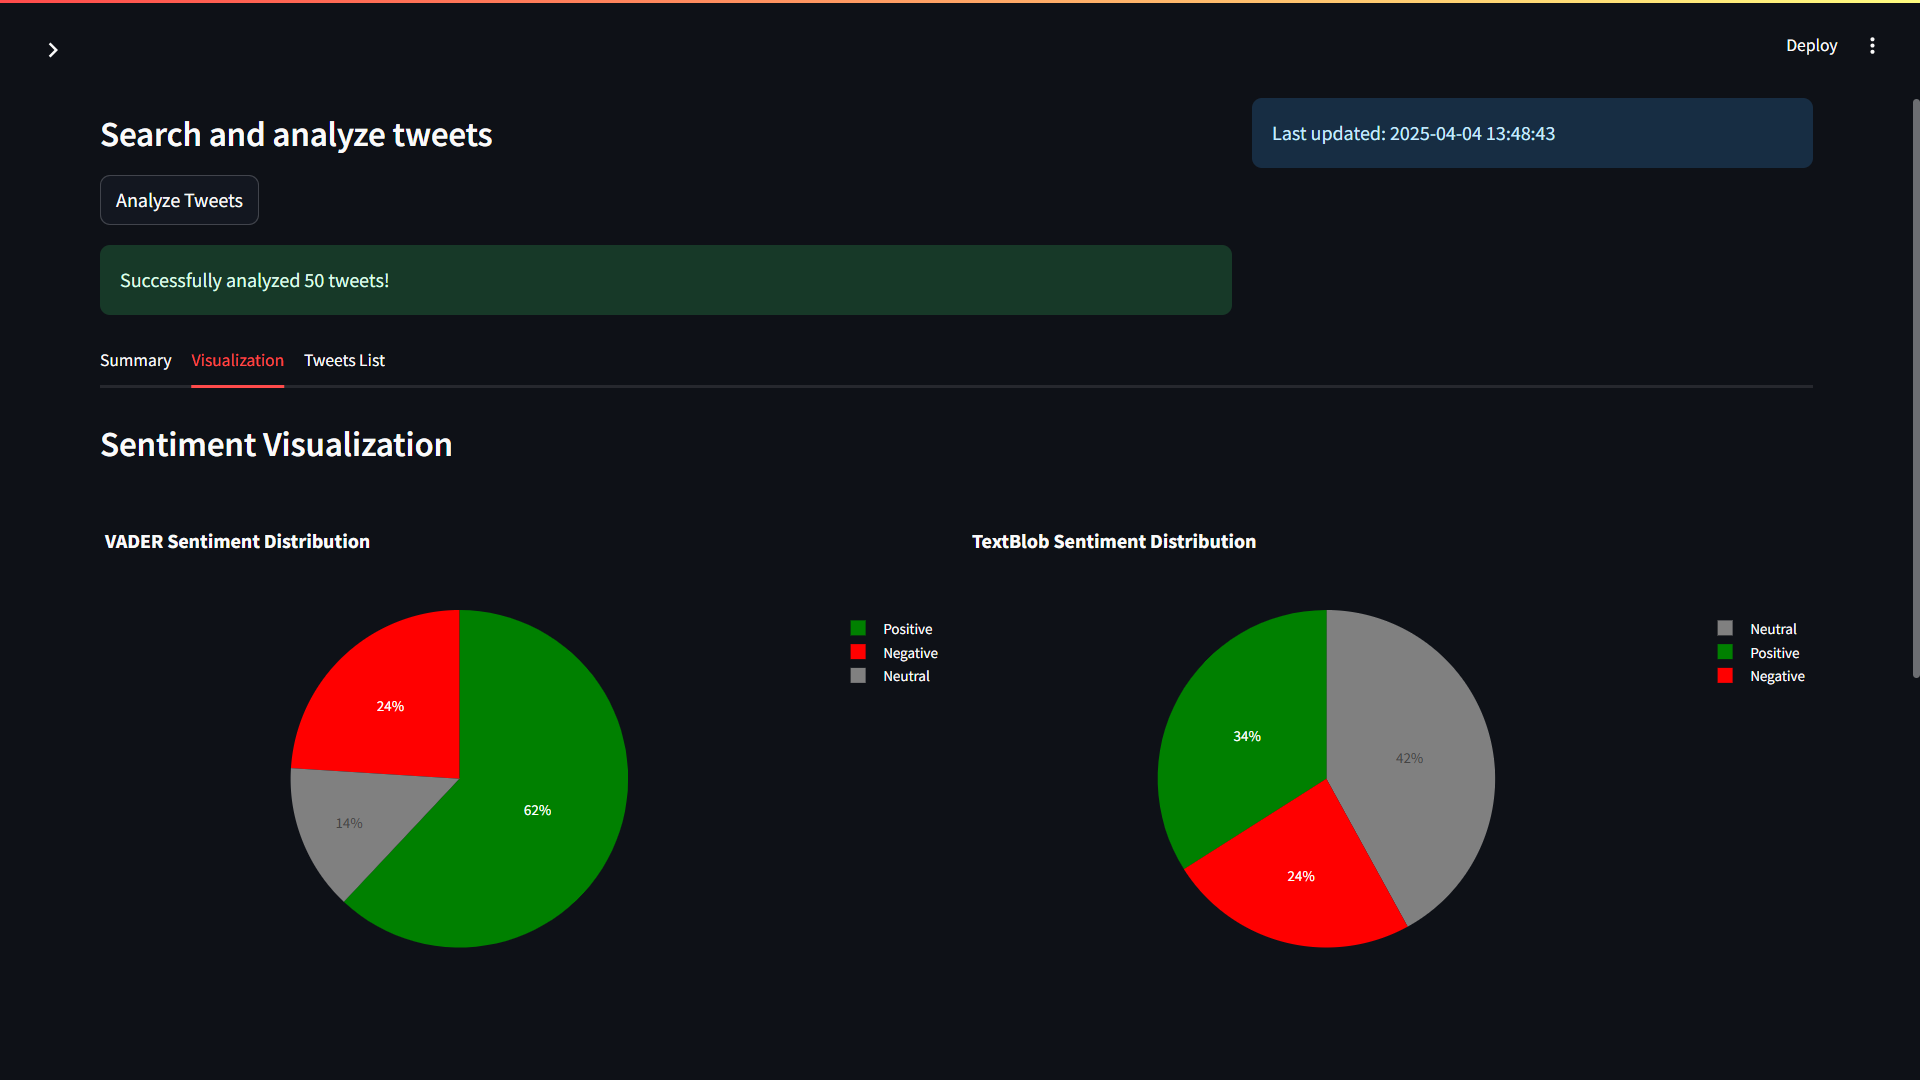 Deploy
Search and analyze tweets
Last updated: 2025-04-04 13:48:43
Analyze Tweets
Successfully analyzed 50 tweets!
Summary Visualization Tweets List
Sentiment Visualization
VADER Sentiment Distribution
24%
14%
62%
Positive
Negative
Neutral
TextBlob Sentiment Distribution
34%
42%
24%
Neutral
Positive
Negative